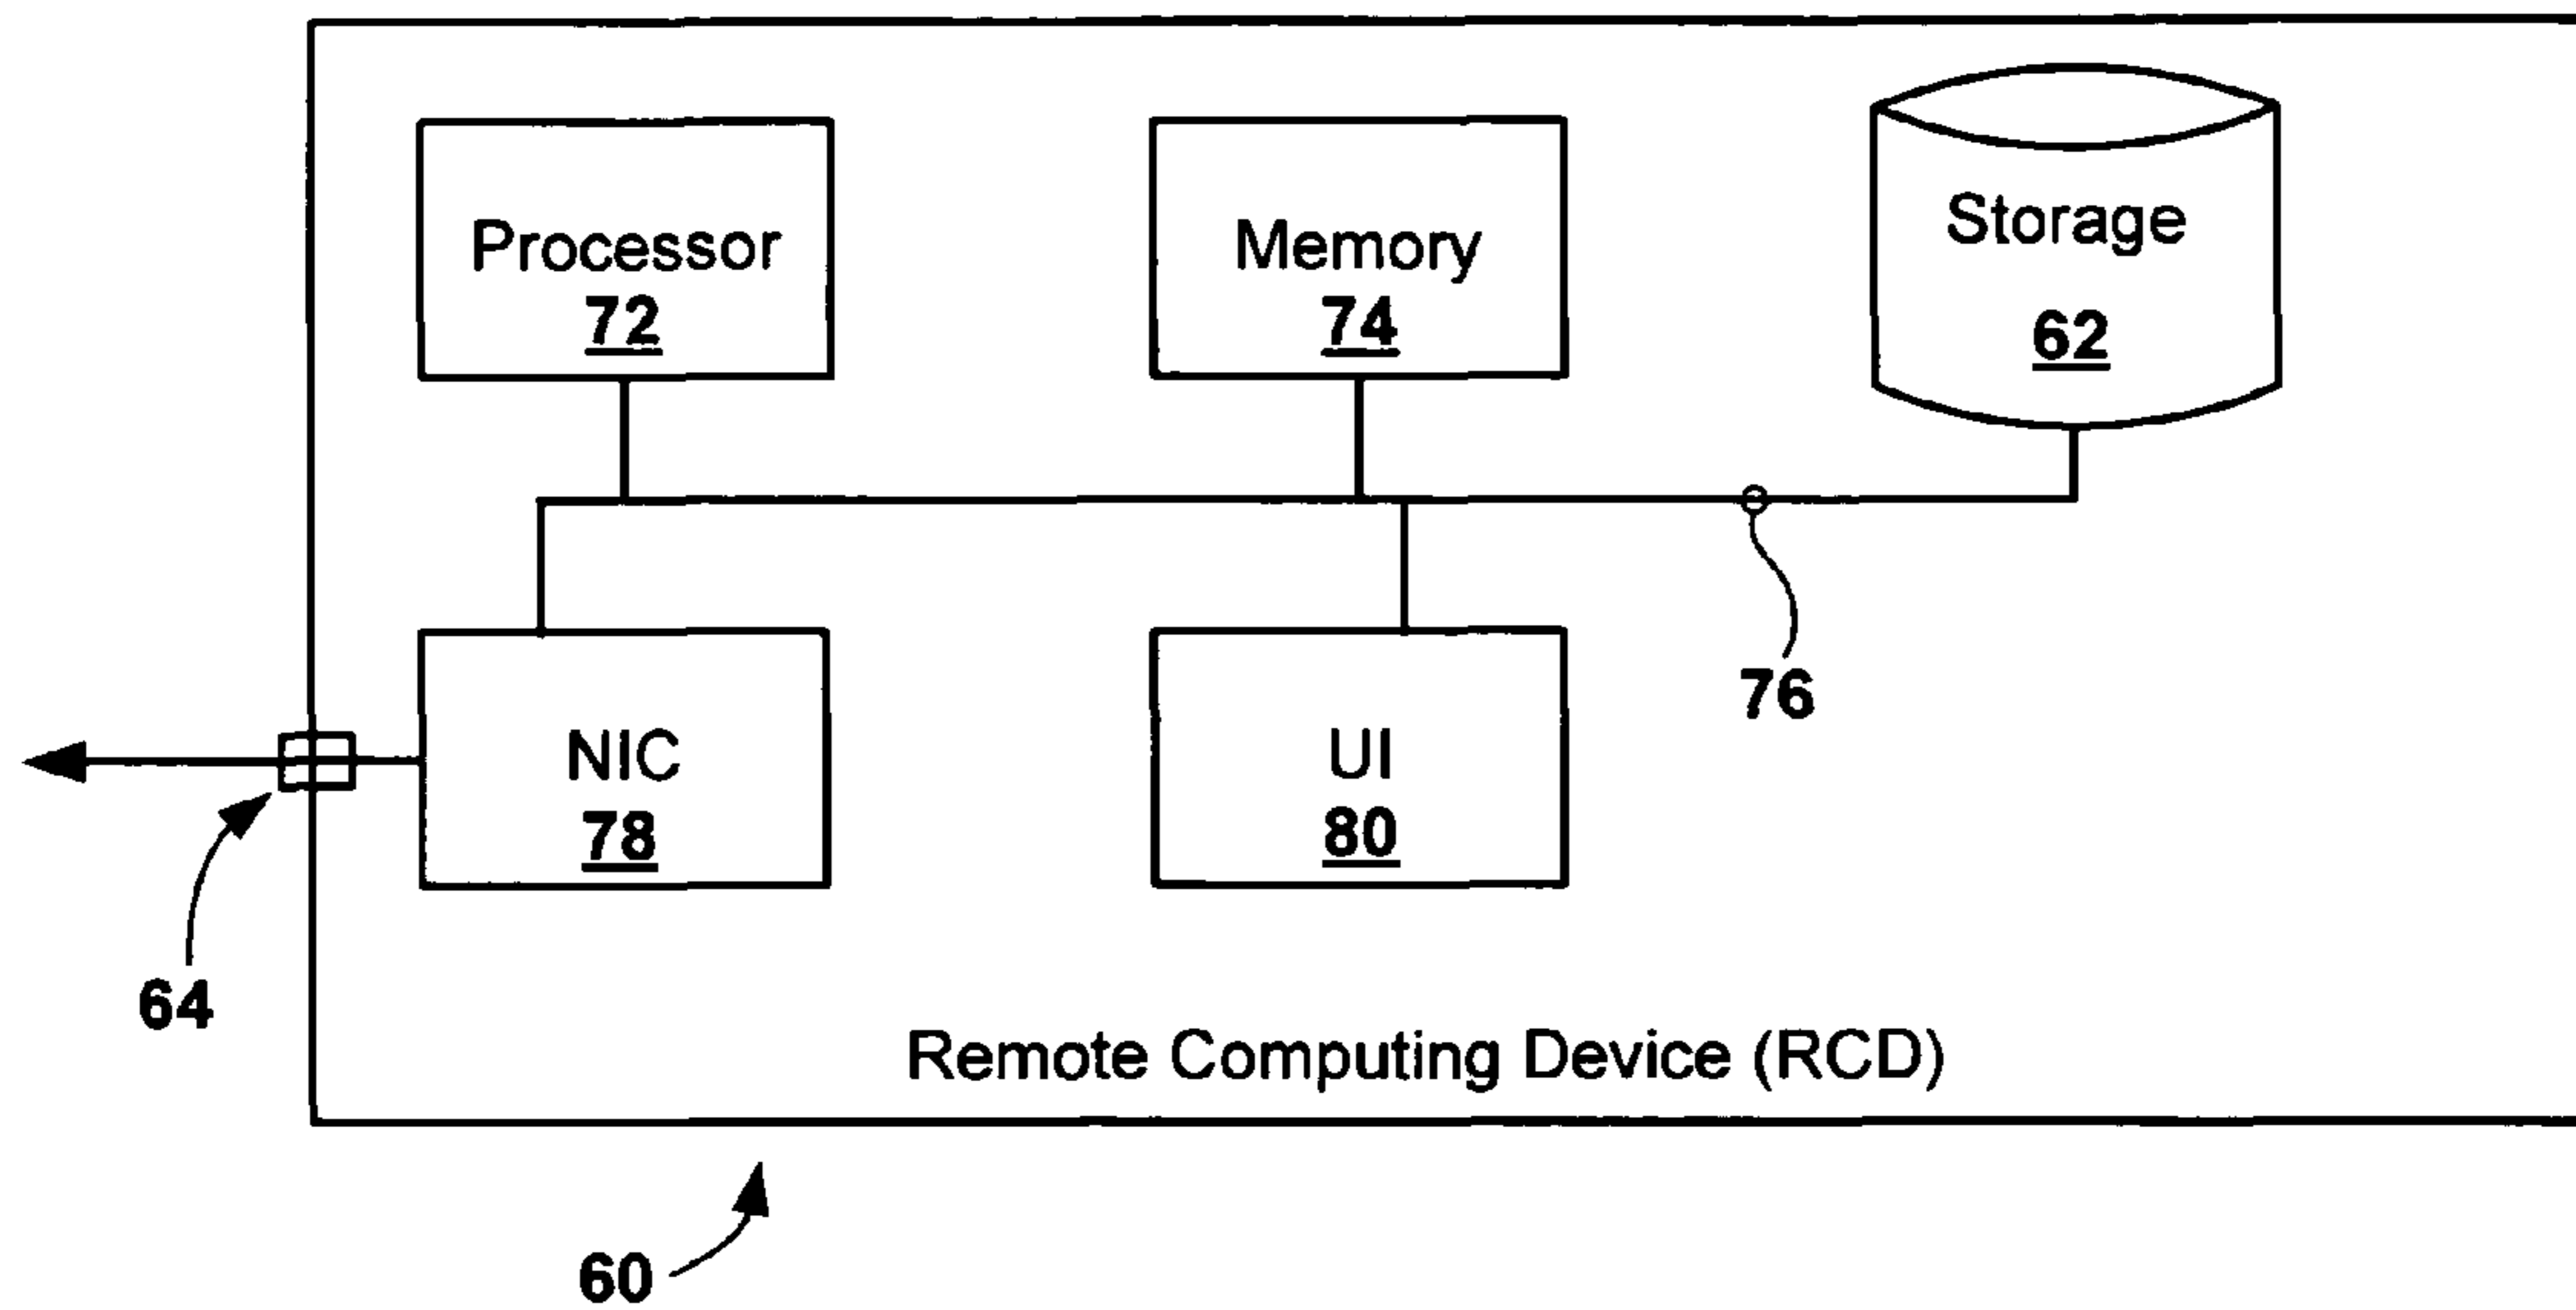 Processor
72
Memory
74
Storage
62
76
NIC
78
UI
80
64
Remote Computing Device (RCD)
60